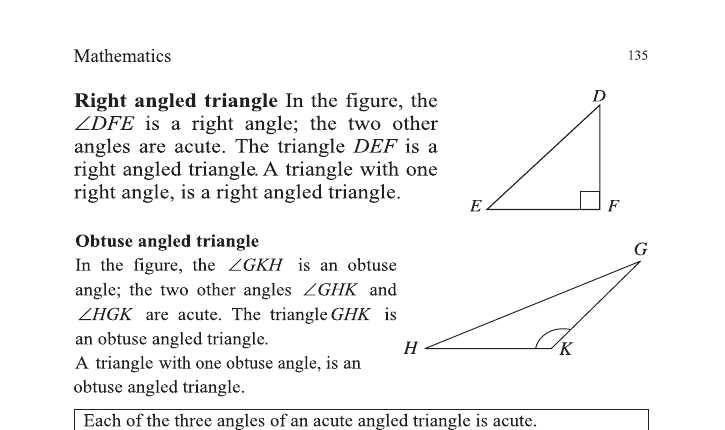 Mathematics 135
Right angled triangle In the figure, the
∠DFE is a right angle; the two other
angles are acute. The triangle DEF is a
right angled triangle. A triangle with one
right angle, is a right angled triangle.
D
E
F
Obtuse angled triangle
In the figure, the ∠GKH is an obtuse
angle; the two other angles ∠GHK and
∠HGK are acute. The triangle GHK is
an obtuse angled triangle.
A triangle with one obtuse angle, is an
obtuse angled triangle.
G
H
K
Each of the three angles of an acute angled triangle is acute.